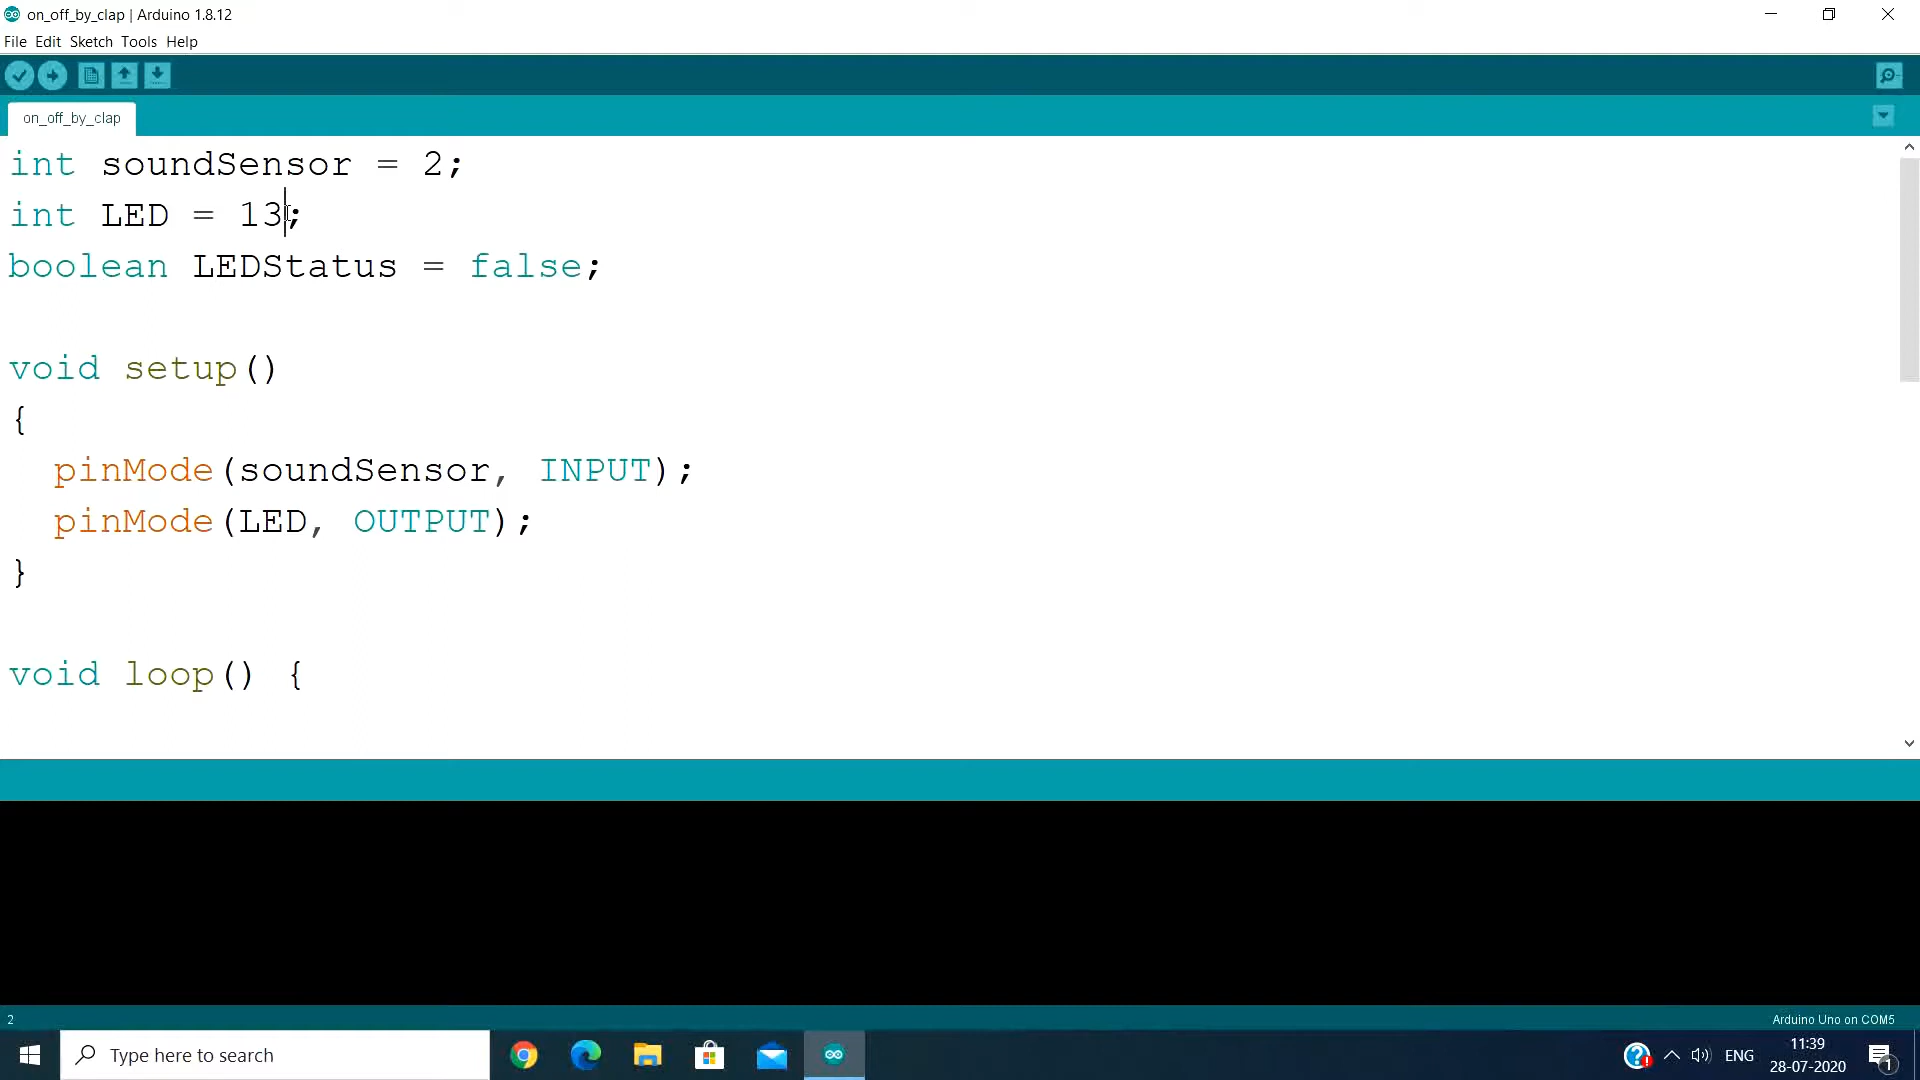 on_off_by_clap | Arduino 1.8.12
File Edit Sketch Tools Help
on_off_by_clap
int soundSensor = 2;
int LED = 13;
boolean LEDStatus = false;
void setup()
{
pinMode(soundSensor, INPUT);
pinMode(LED, OUTPUT);
}
void loop() {
2
Arduino Uno on COM5
Type here to search
ENG
11:39
28-07-2020
1